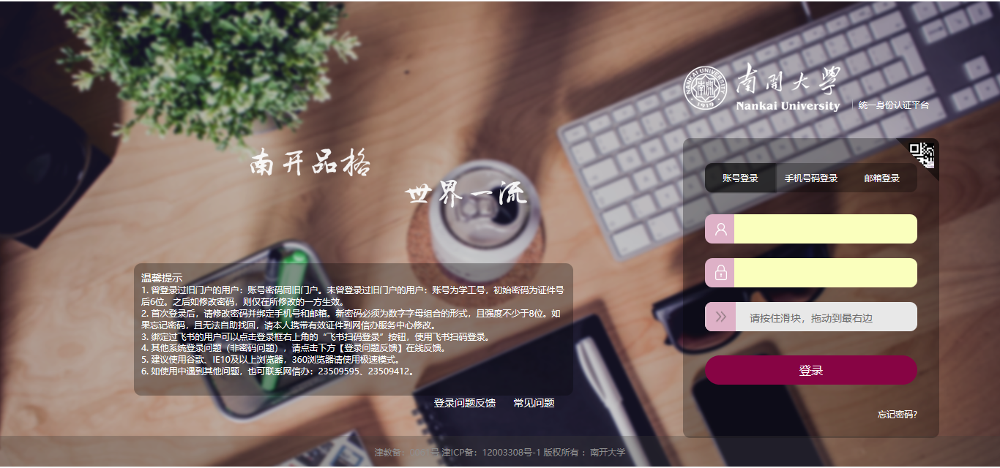 NANKAI UNIVERSITY
南开
1919
南開大學
Nankai University
统一身份认证平台
南开品格
世界一流
账号登录
手机号码登录
邮箱登录
请按住滑块，拖动到最右边
登录
忘记密码?
温馨提示
1. 曾登录过旧门户的用户：账号密码同旧门户。未曾登录过旧门户的用户：账号为学工号，初始密码为证件号
后6位。之后如修改密码，则仅在所修改的一方生效。
2. 首次登录后，请修改密码并绑定手机号和邮箱。新密码必须为数字字母组合的形式，且强度不少于8位。如
果忘记密码，且无法自助找回，请本人携带有效证件到网信办服务中心修改。
3. 绑定过飞书的用户可以点击登录框右上角的“飞书扫码登录”按钮，使用飞书扫码登录。
4. 其他系统登录问题（非密码问题），请点击下方【登录问题反馈】在线反馈。
5. 建议使用谷歌、IE10及以上浏览器，360浏览器请使用极速模式。
6. 如使用中遇到其他问题，也可联系网信办：23509595、23509412。
登录问题反馈
常见问题
津教备： 号 津ICP备：12003308号-1 版权所有 ：南开大学